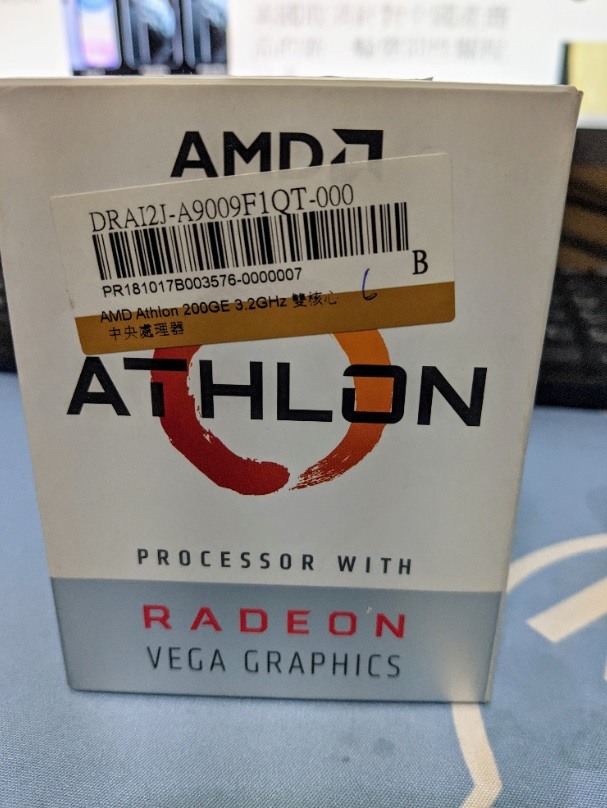 AMD
DRAI2J-A9009F1QT-000
PR181017B003576-0000007
B
AMD Athlon 200GE 3.2GHz 雙核心
中央處理器
ATHLON
PROCESSOR WITH
RADEON
VEGA GRAPHICS